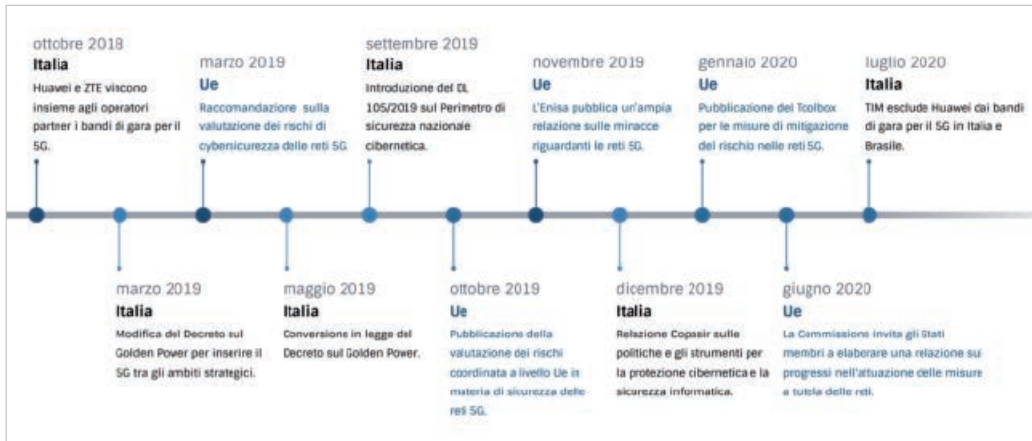 ottobre 2018
Italia
Huawei e ZTE vincono
insieme agli operatori
partner i bandi di gara per il
5G.
marzo 2019
Italia
Modifica del Decreto sul
Golden Power per inserire il
5G tra gli ambiti strategici.
marzo 2019
Ue
Raccomandazione sulla
valutazione dei rischi di
cybersicurezza delle reti 5G
maggio 2019
Italia
Conversione in legge del
Decreto sul Golden Power.
settembre 2019
Italia
Introduzione del DL
105/2019 sul Perimetro di
sicurezza nazionale
cibernetica.
ottobre 2019
Ue
Pubblicazione della
valutazione dei rischi
coordinata a livello Ue in
materia di sicurezza delle
reti 5G.
novembre 2019
Ue
L'Enisa pubblica un'ampia
relazione sulle minacce
riguardanti le reti 5G.
dicembre 2019
Italia
Relazione Copasir sulle
politiche e gli strumenti per
la protezione cibernetica e la
sicurezza informatica.
gennaio 2020
Ue
Pubblicazione del Toolbox
per le misure di mitigazione
del rischio nelle reti 5G.
giugno 2020
Ue
La Commissione invita gli Stati
membri a elaborare una relazione sui
progressi nell'attuazione delle misure
a tutela delle reti.
luglio 2020
Italia
TIM esclude Huawei dai bandi
di gara per il 5G in Italia e
Brasile.